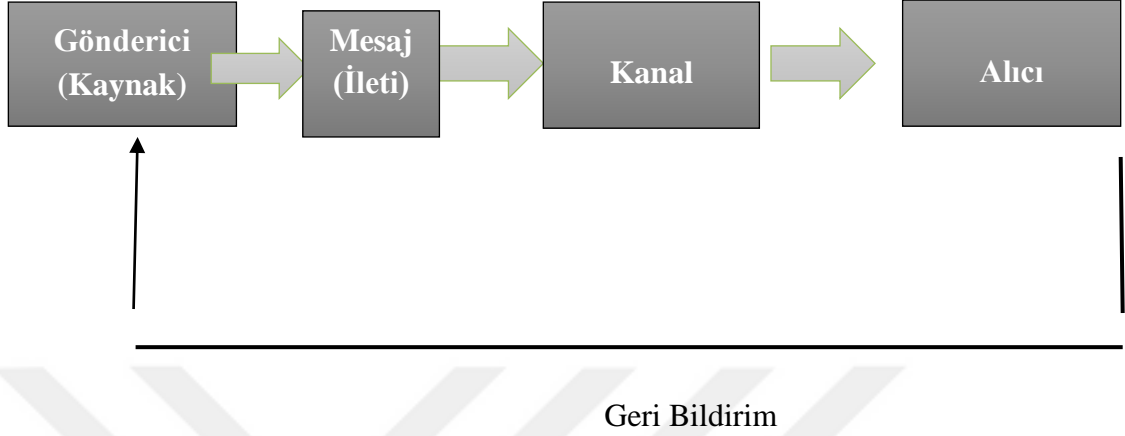 Gönderici
(Kaynak)
Mesaj
(İleti)
Kanal
Alıcı
Geri Bildirim